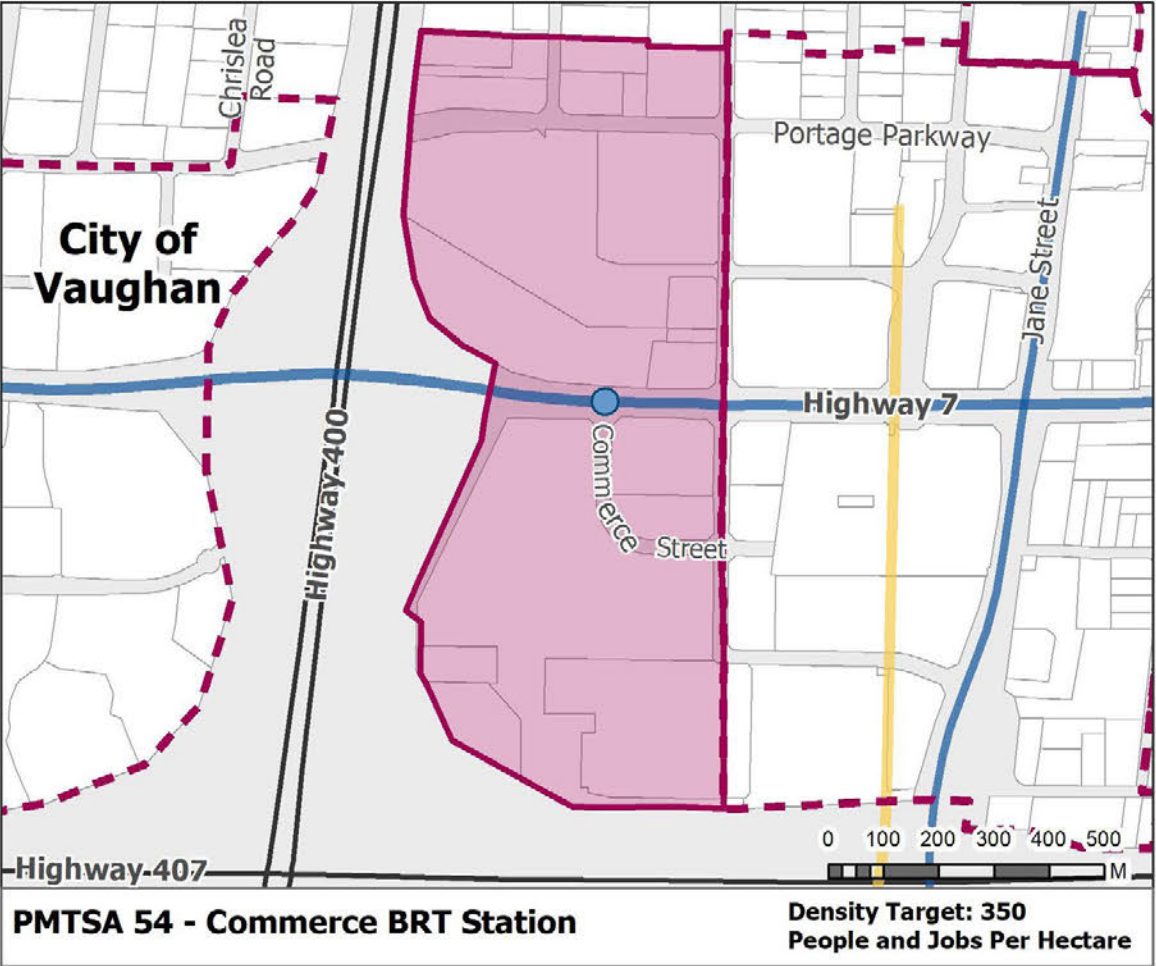 Chrislea
Road
Portage Parkway
City of
Vaughan
Jane Street
Highway 7
Highway 400
Commerce
Street
0 100 200 300 400 500
M
Highway 407
PMTSA 54 - Commerce BRT Station
Density Target: 350
People and Jobs Per Hectare